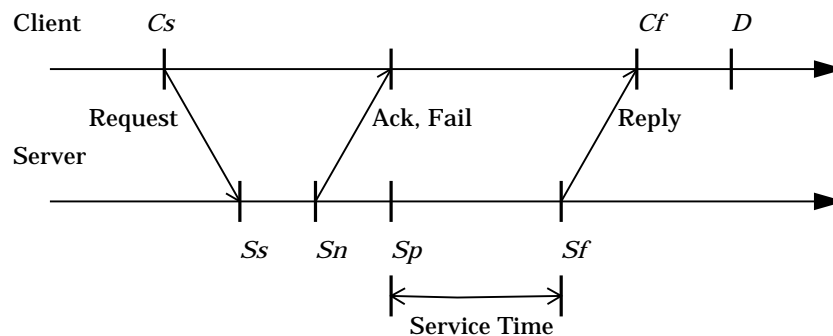 Client Cs Cf D
Request Ack, Fail Reply
Server
Ss Sn Sp Sf
Service Time